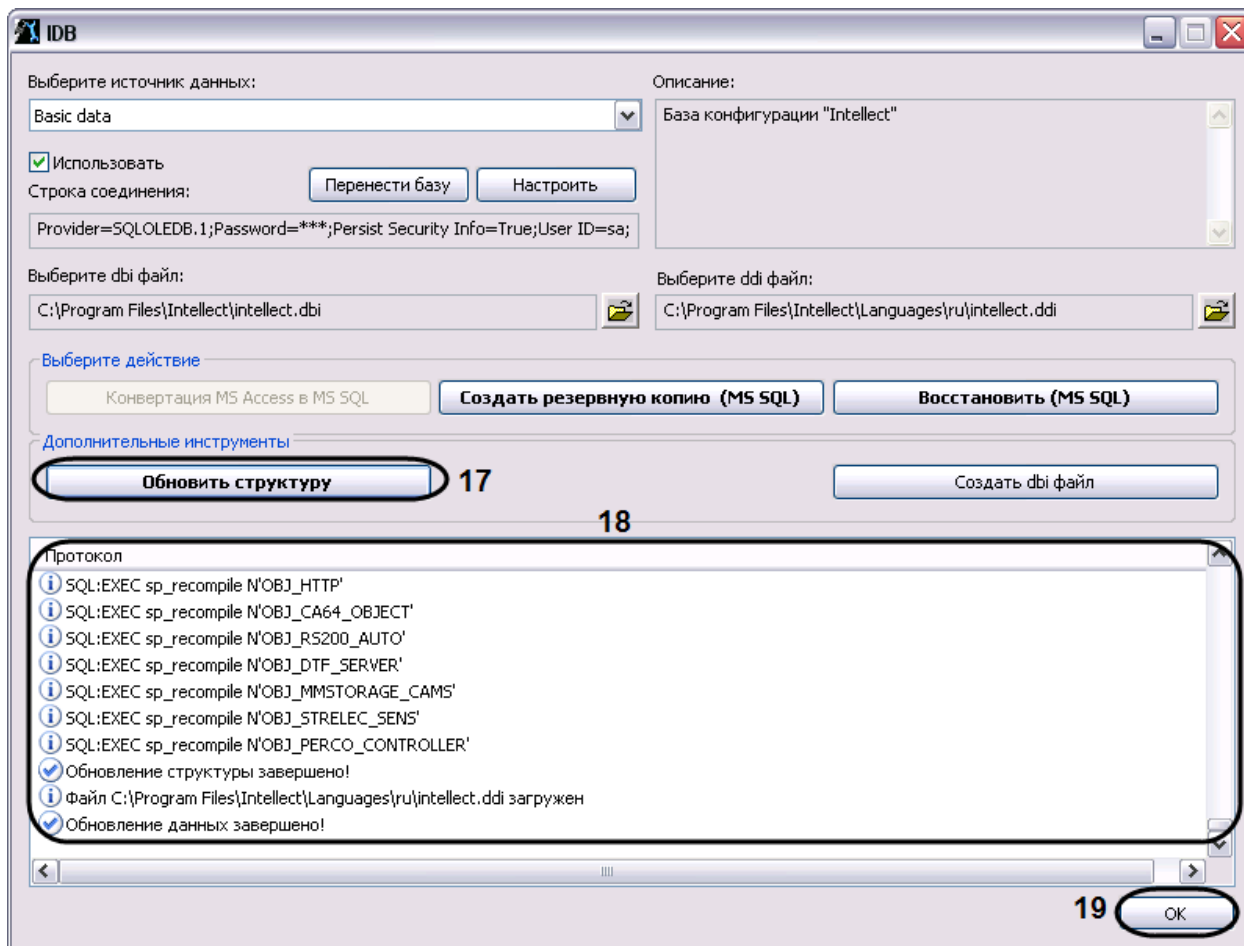 IDB
Выберите источник данных:
Описание:
Basic data
База конфигурации "Intellect"
Использовать
Строка соединения:
Перенести базу
Настроить
Provider=SQLOLEDB.1;Password=***;Persist Security Info=True;User ID=sa;
Выберите dbi файл:
Выберите ddi файл:
C:\Program Files\Intellect\intellect.dbi
C:\Program Files\Intellect\Languages\ru\intellect.ddi
Выберите действие
Конвертация MS Access в MS SQL
Создать резервную копию (MS SQL)
Восстановить (MS SQL)
Дополнительные инструменты
Обновить структуру
17
Создать dbi файл
18
Протокол
SQL:EXEC sp_recompile N'OBJ_HTTP'
SQL:EXEC sp_recompile N'OBJ_CA64_OBJECT'
SQL:EXEC sp_recompile N'OBJ_RS200_AUTO'
SQL:EXEC sp_recompile N'OBJ_DTF_SERVER'
SQL:EXEC sp_recompile N'OBJ_MMSTORAGE_CAMS'
SQL:EXEC sp_recompile N'OBJ_STRELEC_SENS'
SQL:EXEC sp_recompile N'OBJ_PERCO_CONTROLLER'
Обновление структуры завершено!
Файл C:\Program Files\Intellect\Languages\ru\intellect.ddi загружен
Обновление данных завершено!
19
OK